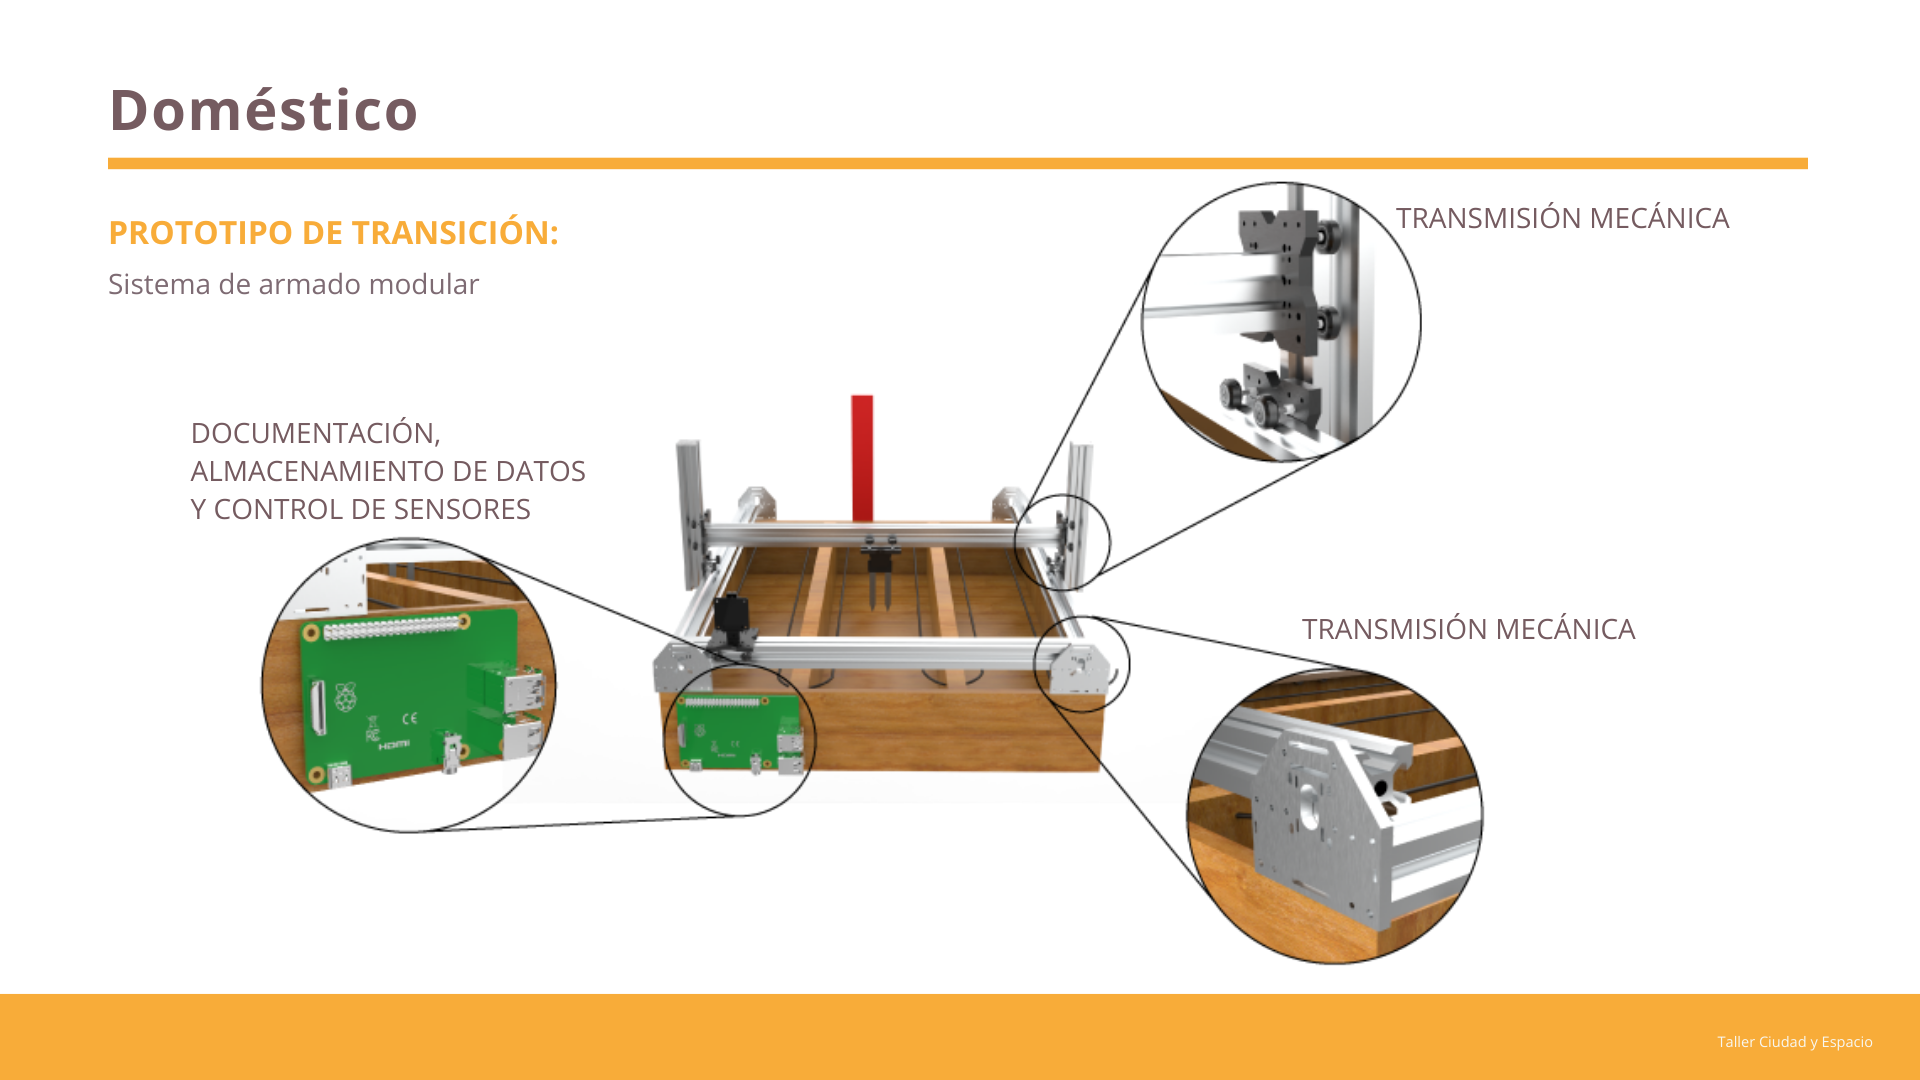 Doméstico
PROTOTIPO DE TRANSICIÓN:
Sistema de armado modular
TRANSMISIÓN MECÁNICA
DOCUMENTACIÓN,
ALMACENAMIENTO DE DATOS
Y CONTROL DE SENSORES
TRANSMISIÓN MECÁNICA
CE
HDMI
Taller Ciudad y Espacio